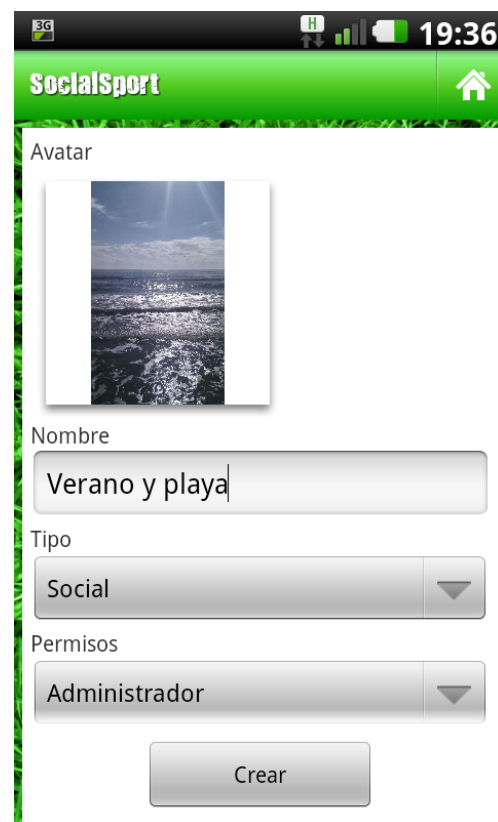 3G H 19:36
SocialSport
Avatar
Nombre
Verano y playa
Tipo
Social
Permisos
Administrador
Crear